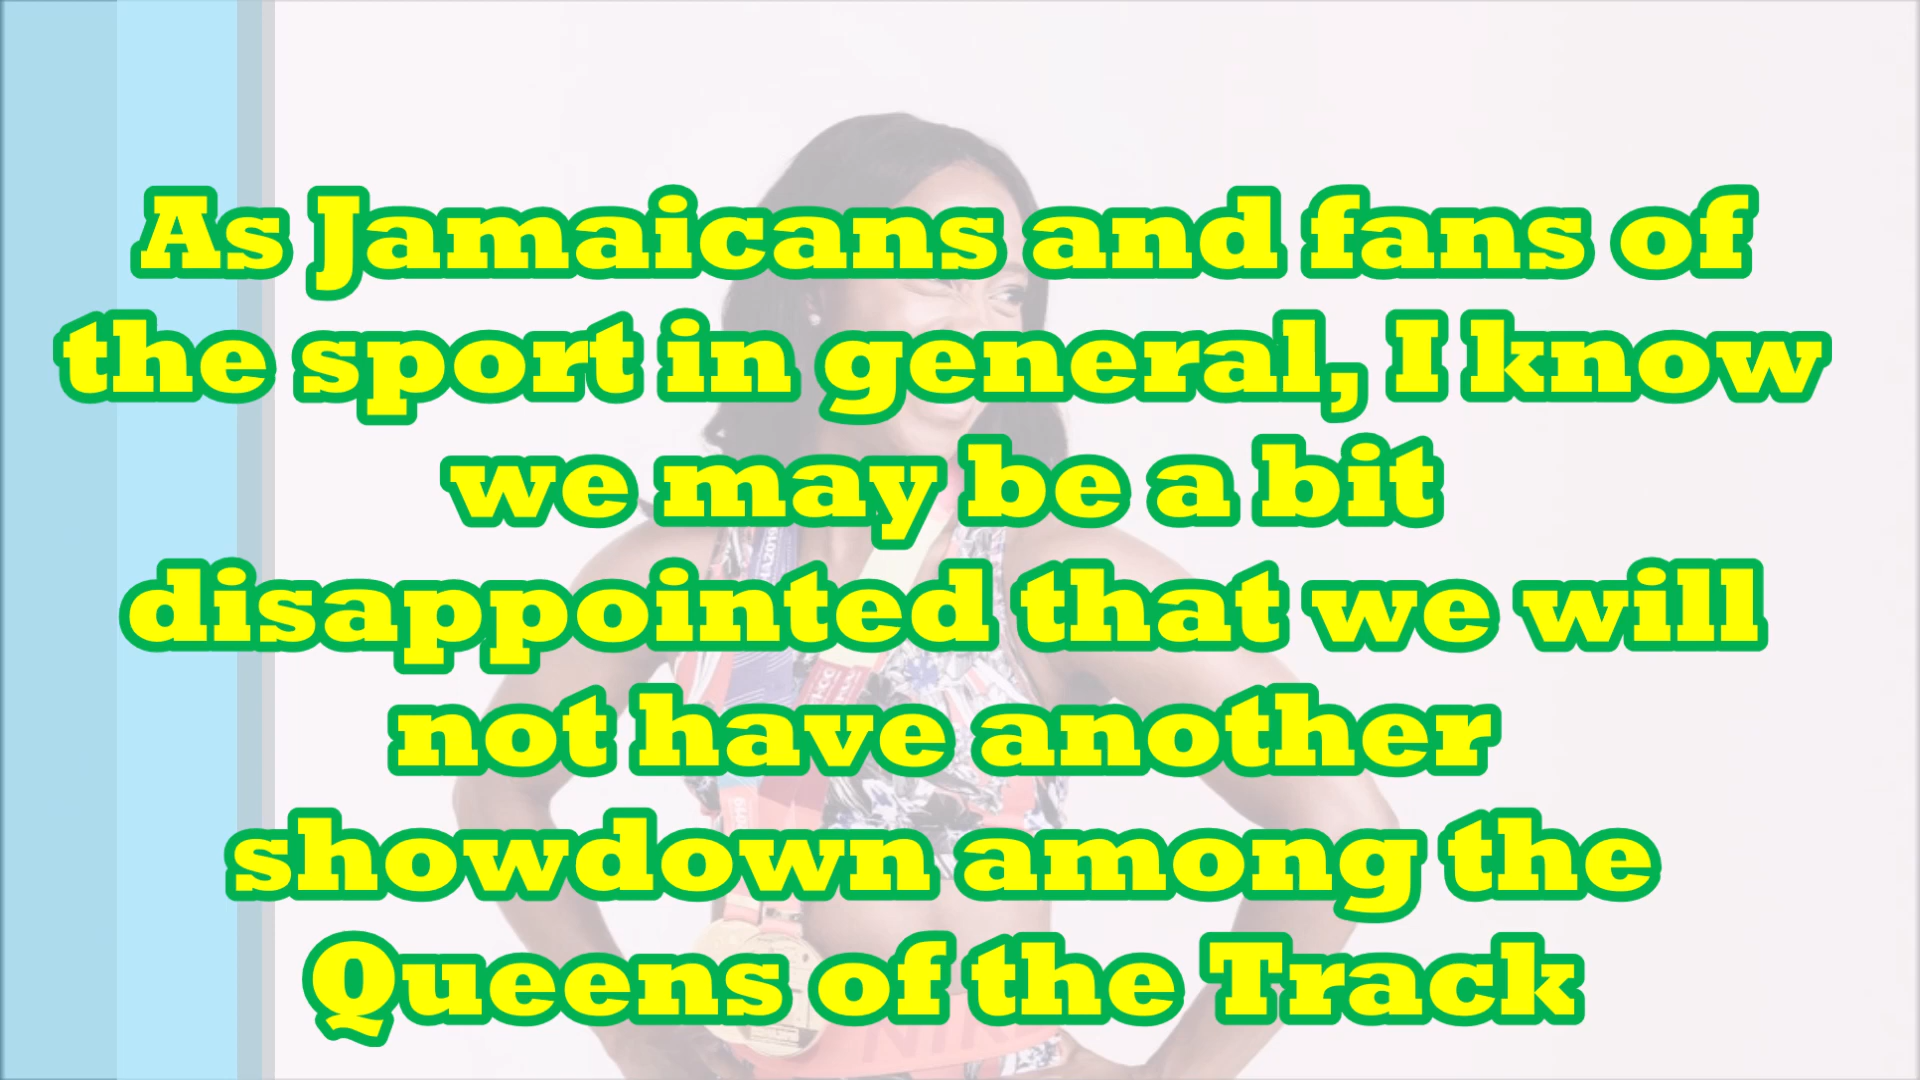 As Jamaicans and fans of
the sport in general, I know
we may be a bit
disappointed that we will
not have another
showdown among the
Queens of the Track